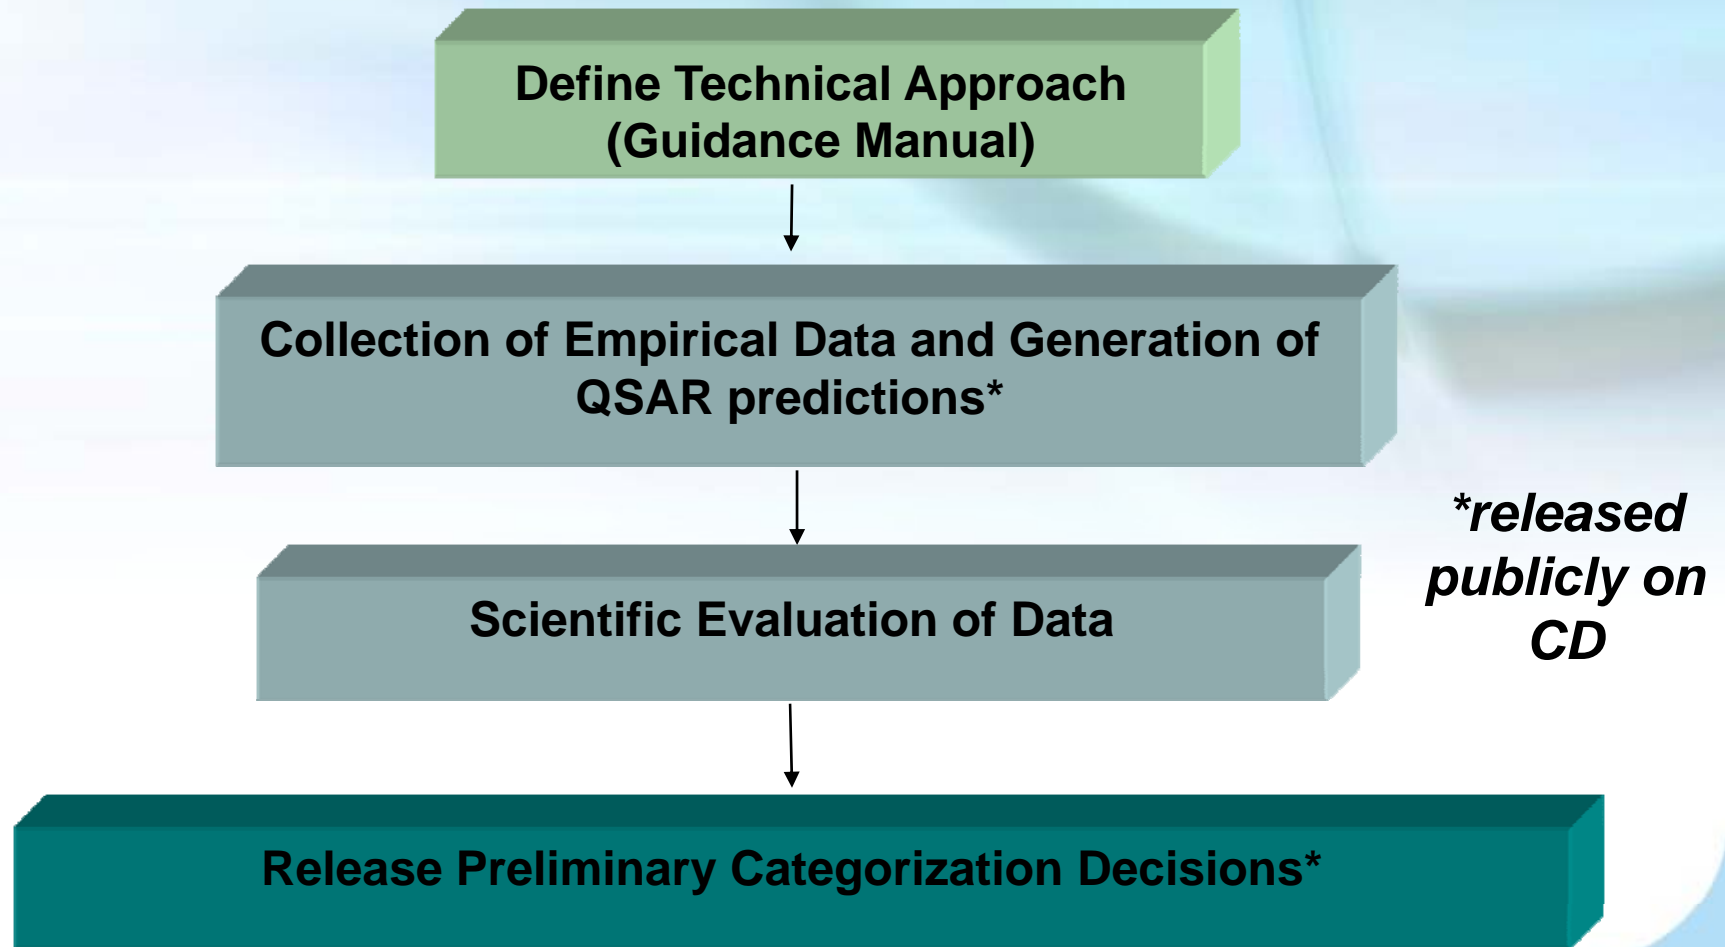 Define Technical Approach
(Guidance Manual)
Collection of Empirical Data and Generation of
QSAR predictions*
*released
publicly on
CD
Scientific Evaluation of Data
Release Preliminary Categorization Decisions*